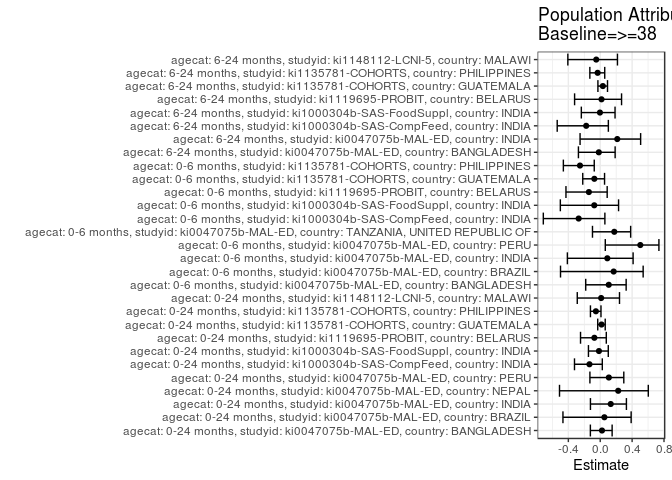 Population Attribu
Baseline=>=38
agecat: 6-24 months, studyid: ki1148112-LCNI-5, country: MALAWI
agecat: 6-24 months, studyid: ki1135781-COHORTS, country: PHILIPPINES
agecat: 6-24 months, studyid: ki1135781-COHORTS, country: GUATEMALA
agecat: 6-24 months, studyid: ki1119695-PROBIT, country: BELARUS
agecat: 6-24 months, studyid: ki1000304b-SAS-FoodSuppl, country: INDIA
agecat: 6-24 months, studyid: ki1000304b-SAS-CompFeed, country: INDIA
agecat: 6-24 months, studyid: ki0047075b-MAL-ED, country: INDIA
agecat: 6-24 months, studyid: ki0047075b-MAL-ED, country: BANGLADESH
agecat: 0-6 months, studyid: ki1135781-COHORTS, country: PHILIPPINES
agecat: 0-6 months, studyid: ki1135781-COHORTS, country: GUATEMALA
agecat: 0-6 months, studyid: ki1119695-PROBIT, country: BELARUS
agecat: 0-6 months, studyid: ki1000304b-SAS-FoodSuppl, country: INDIA
agecat: 0-6 months, studyid: ki1000304b-SAS-CompFeed, country: INDIA
agecat: 0-6 months, studyid: ki0047075b-MAL-ED, country: TANZANIA, UNITED REPUBLIC OF
agecat: 0-6 months, studyid: ki0047075b-MAL-ED, country: PERU
agecat: 0-6 months, studyid: ki0047075b-MAL-ED, country: INDIA
agecat: 0-6 months, studyid: ki0047075b-MAL-ED, country: BRAZIL
agecat: 0-6 months, studyid: ki0047075b-MAL-ED, country: BANGLADESH
agecat: 0-24 months, studyid: ki1148112-LCNI-5, country: MALAWI
agecat: 0-24 months, studyid: ki1135781-COHORTS, country: PHILIPPINES
agecat: 0-24 months, studyid: ki1135781-COHORTS, country: GUATEMALA
agecat: 0-24 months, studyid: ki1119695-PROBIT, country: BELARUS
agecat: 0-24 months, studyid: ki1000304b-SAS-FoodSuppl, country: INDIA
agecat: 0-24 months, studyid: ki1000304b-SAS-CompFeed, country: INDIA
agecat: 0-24 months, studyid: ki0047075b-MAL-ED, country: PERU
agecat: 0-24 months, studyid: ki0047075b-MAL-ED, country: NEPAL
agecat: 0-24 months, studyid: ki0047075b-MAL-ED, country: INDIA
agecat: 0-24 months, studyid: ki0047075b-MAL-ED, country: BRAZIL
agecat: 0-24 months, studyid: ki0047075b-MAL-ED, country: BANGLADESH
-0.4 0.0 0.4 0.8
Estimate